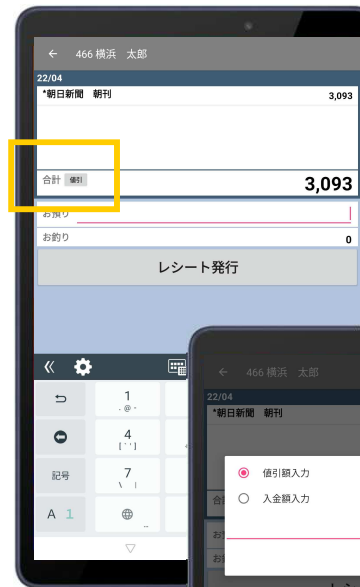 ← 466 横浜 太郎
22/04
*朝日新聞 朝刊 3,093
合計 値引 3,093
お預り
お釣り 0
レシート発行
1
. @ ·
4
7
記号
A 1
← 466 横浜 太郎
22/04
*朝日新聞 朝刊
値引額入力
入金額入力